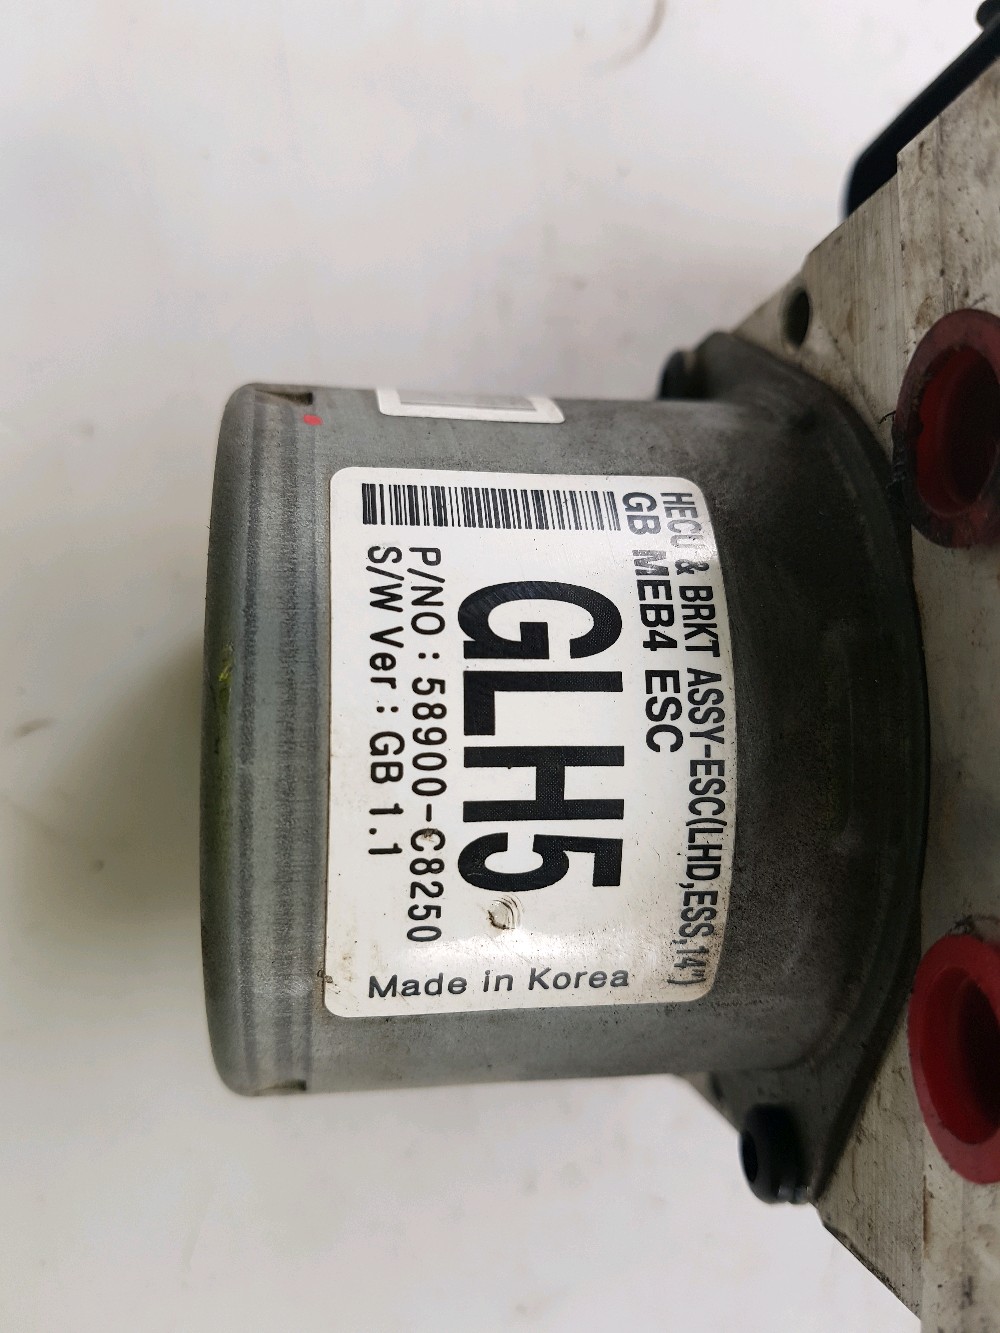 HECU & BRKT ASSY-ESC(LHD,ESS,14")
GB MEB4 ESC
GLH5
P/NO : 58900-C8250
S/W Ver : GB 1.1
Made in Korea